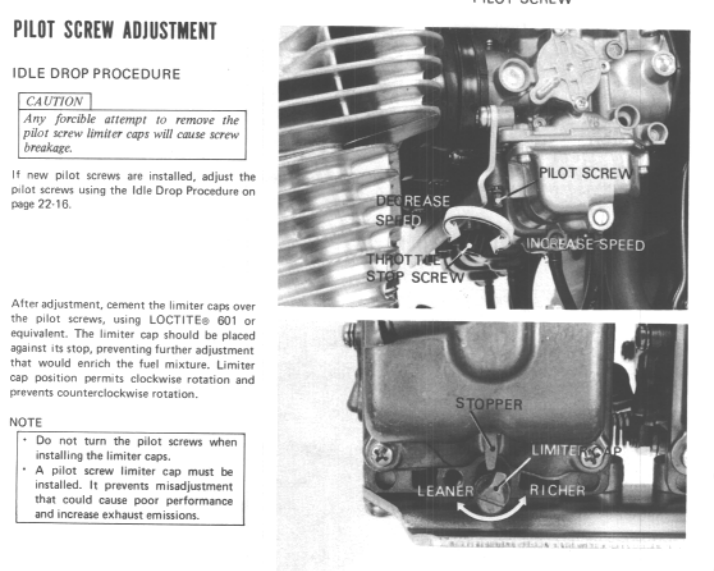 PILOT SCREW
PILOT SCREW ADJUSTMENT
IDLE DROP PROCEDURE
CAUTION
Any forcible attempt to remove the
pilot screw limiter caps will cause screw
breakage.
If new pilot screws are installed, adjust the
pilot screws using the Idle Drop Procedure on
page 22-16.
PILOT SCREW
DECREASE
SPEED
INCREASE SPEED
THROTTLE
STOP SCREW
After adjustment, cement the limiter caps over
the pilot screws, using LOCTITE® 601 or
equivalent. The limiter cap should be placed
against its stop, preventing further adjustment
that would enrich the fuel mixture. Limiter
cap position permits clockwise rotation and
prevents counterclockwise rotation.
NOTE
· Do not turn the pilot screws when
installing the limiter caps.
· A pilot screw limiter cap must be
installed. It prevents misadjustment
that could cause poor performance
and increase exhaust emissions.
STOPPER
LIMITER CAP
LEANER
RICHER